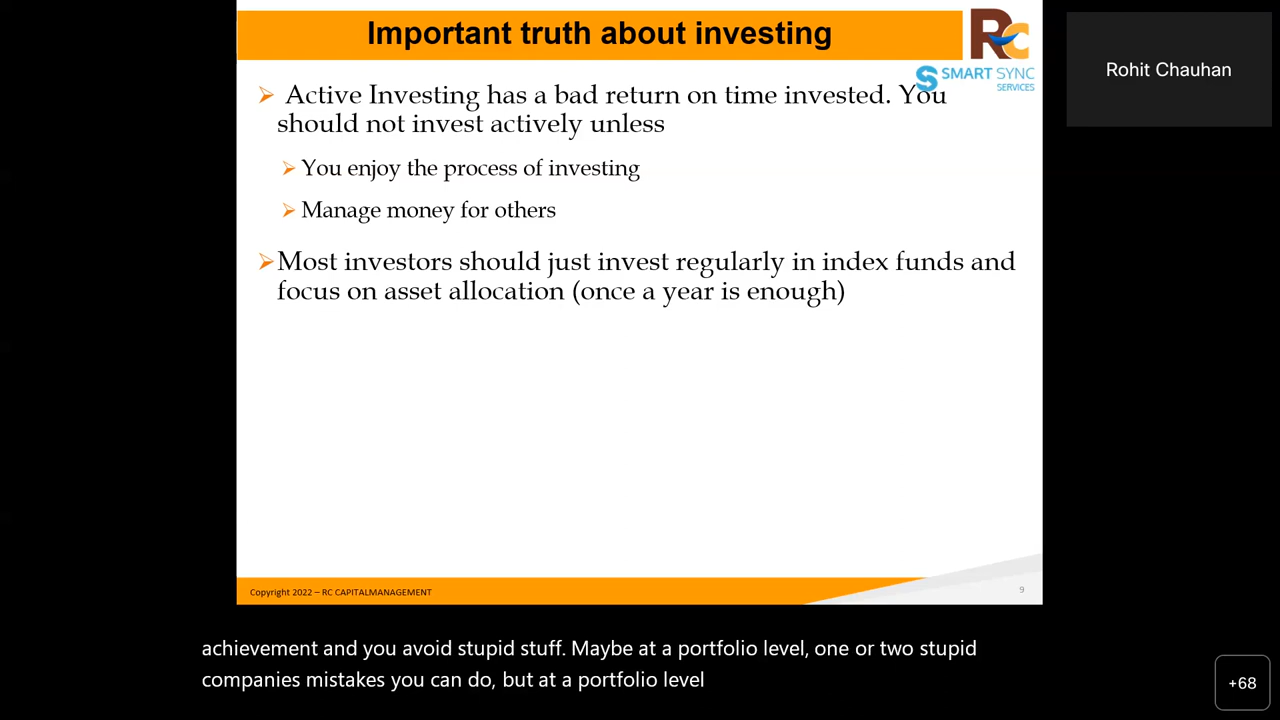 Important truth about investing
RC
SMART SYNC
SERVICES
Rohit Chauhan
Active Investing has a bad return on time invested. You
should not invest actively unless
You enjoy the process of investing
Manage money for others
Most investors should just invest regularly in index funds and
focus on asset allocation (once a year is enough)
Copyright 2022 – RC CAPITALMANAGEMENT
9
achievement and you avoid stupid stuff. Maybe at a portfolio level, one or two stupid
companies mistakes you can do, but at a portfolio level
+68